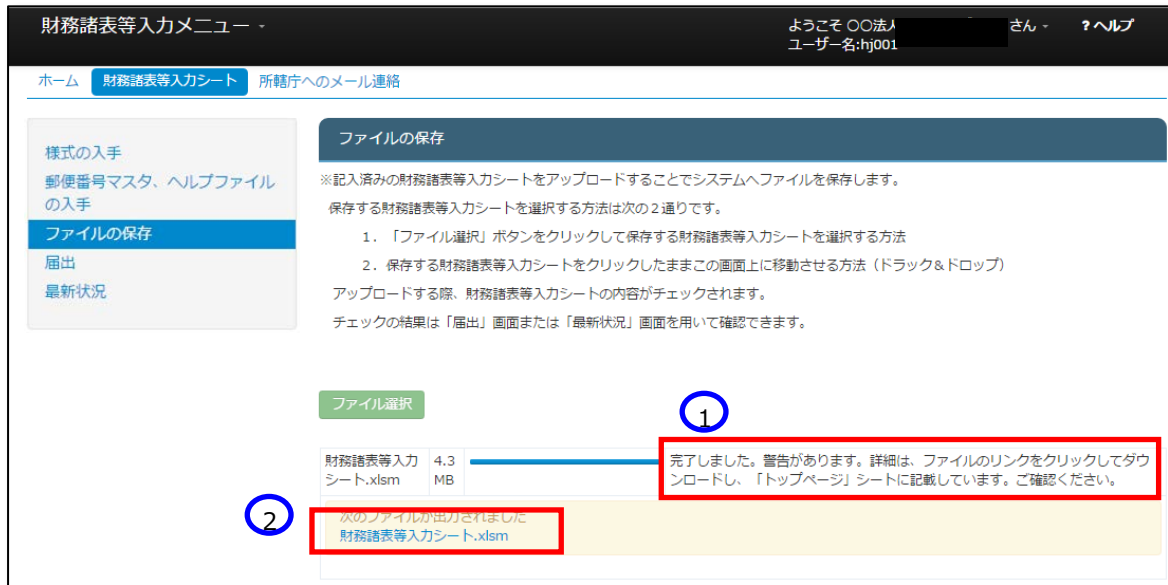 財務諸表等入力メニュー
ようこそ 〇〇法人 さん
ユーザー名:hj001
?ヘルプ
ホーム 財務諸表等入力シート 所轄庁へのメール連絡
様式の入手
郵便番号マスタ、ヘルプファイル
の入手
ファイルの保存
届出
最新状況
ファイルの保存
※記入済みの財務諸表等入力シートをアップロードすることでシステムへファイルを保存します。
保存する財務諸表等入力シートを選択する方法は次の２通りです。
1. 「ファイル選択」ボタンをクリックして保存する財務諸表等入力シートを選択する方法
2. 保存する財務諸表等入力シートをクリックしたままこの画面上に移動させる方法（ドラック&ドロップ）
アップロードする際、財務諸表等入力シートの内容がチェックされます。
チェックの結果は「届出」画面または「最新状況」画面を用いて確認できます。
ファイル選択
1
財務諸表等入力
シート.xlsm
4.3
MB
完了しました。警告があります。詳細は、ファイルのリンクをクリックしてダウ
ンロードし、「トップページ」シートに記載しています。ご確認ください。
2
次のファイルが出力されました
財務諸表等入力シート.xlsm